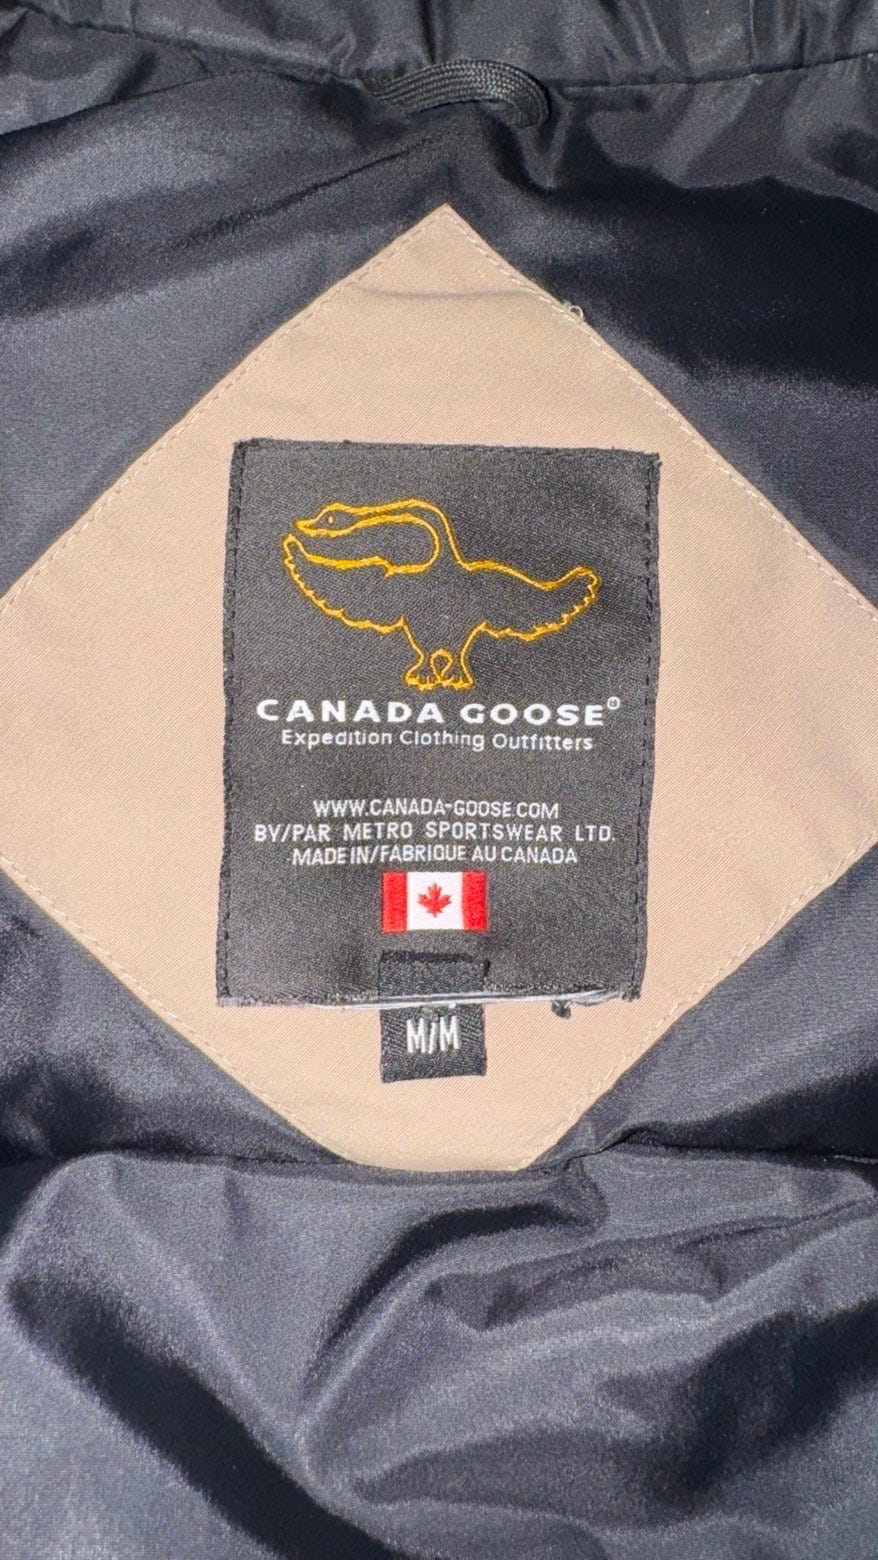 CANADA GOOSE®
Expedition Clothing Outfitters
WWW.CANADA-GOOSE.COM
BY/PAR METRO SPORTSWEAR LTD.
MADE IN/FABRIQUE AU CANADA
M/M